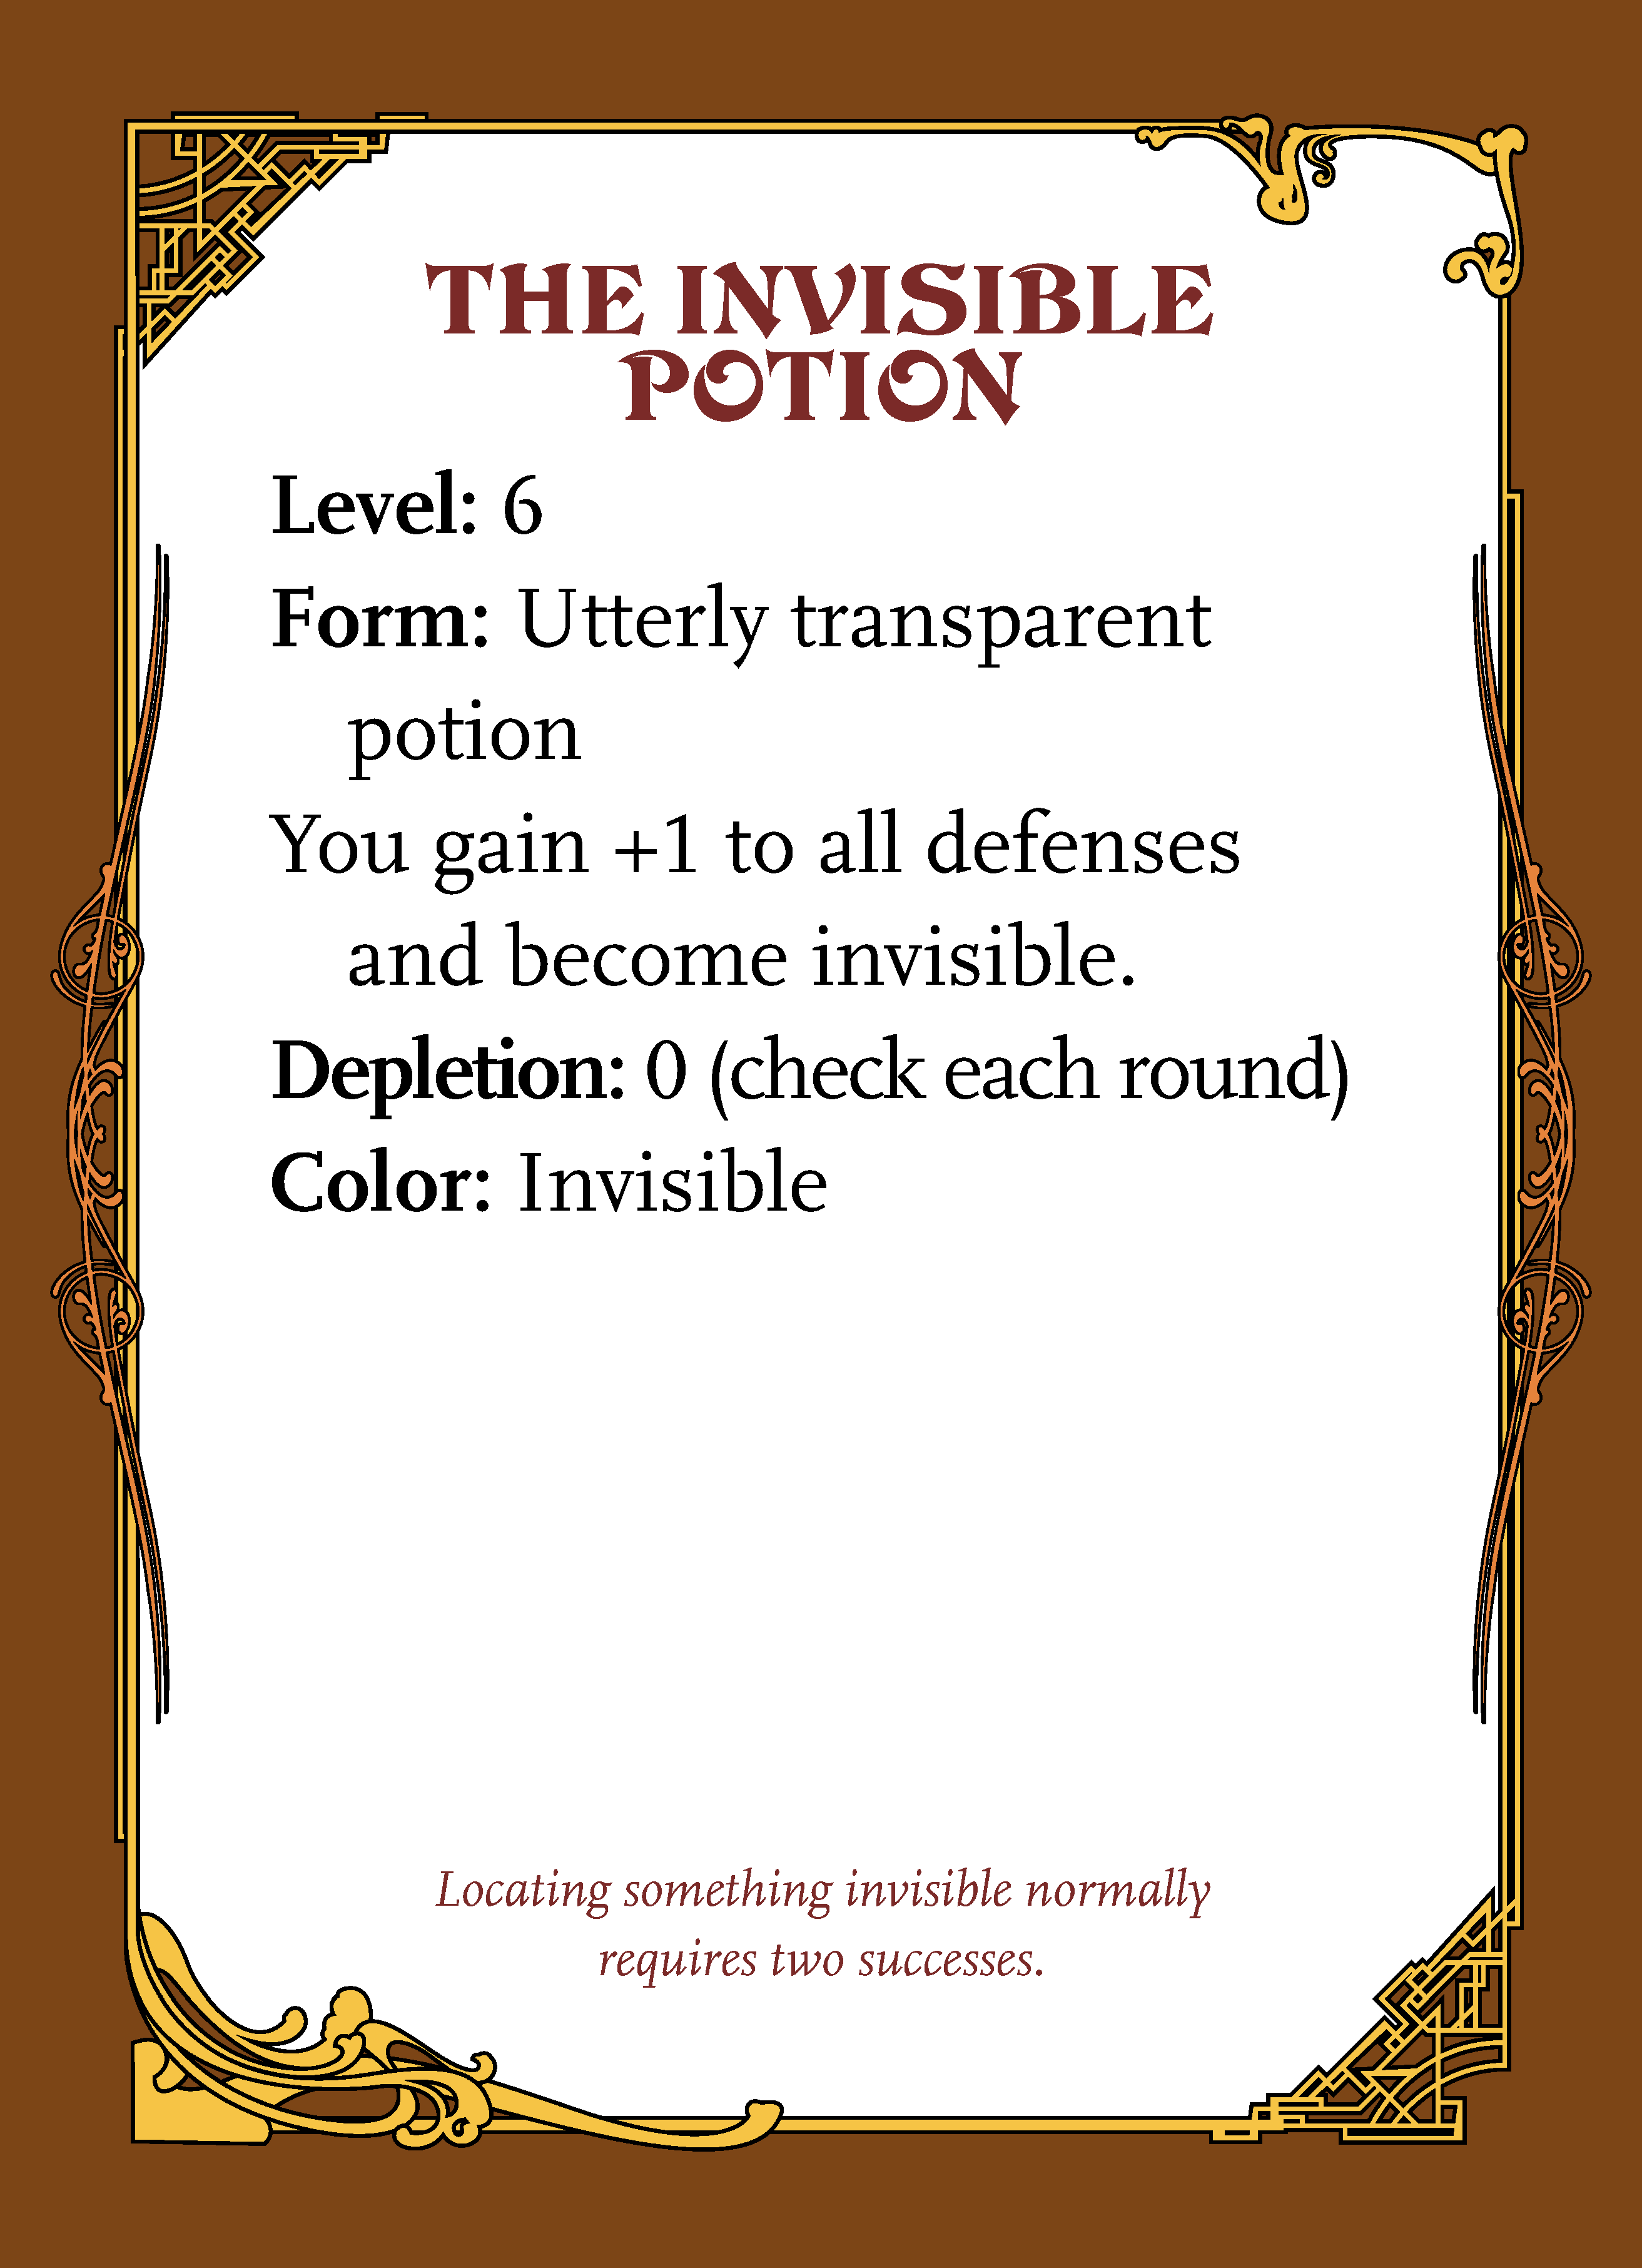 THE INVISIBLE
POTION
Level: 6
Form: Utterly transparent
potion
You gain +1 to all defenses
and become invisible.
Depletion: 0 (check each round)
Color: Invisible
Locating something invisible normally
requires two successes.